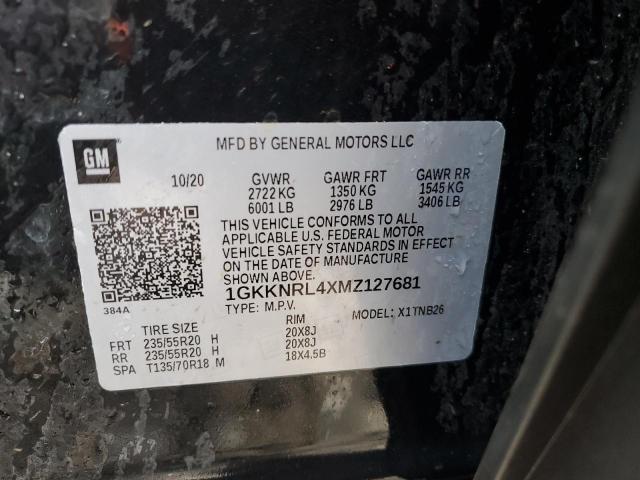 GM
MFD BY GENERAL MOTORS LLC
10/20 GVWR GAWR FRT GAWR RR
2722 KG 1350 KG 1545 KG
6001 LB 2976 LB 3406 LB
THIS VEHICLE CONFORMS TO ALL
APPLICABLE U.S. FEDERAL MOTOR
VEHICLE SAFETY STANDARDS IN EFFECT
ON THE DATE OF MANUFACTURE
SHOWN ABOVE.
384A 1GKKNRL4XMZ127681
TYPE: M.P.V. MODEL: X1TNB26
TIRE SIZE RIM
FRT 235/55R20 H 20X8J
RR 235/55R20 H 20X8J
SPA T135/70R18 M 18X4.5B